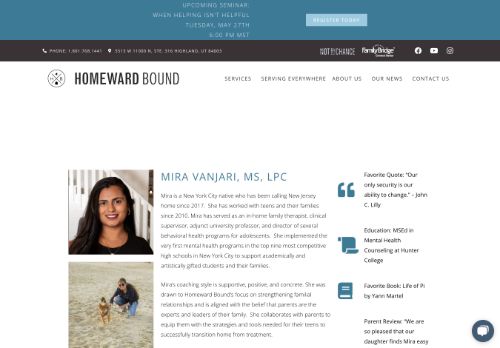 UPCOMING SEMINAR:
WHEN HELPING ISN'T HELPFUL
TUESDAY, MAY 27TH
6:00 PM MST
REGISTER TODAY
PHONE: 1.801.768.1441
5513 W 11000 N, STE. 316 HIGHLAND, UT 84003
NOT BY CHANCE
FamilyBridge
HOMEWARD BOUND
SERVICES
SERVING EVERYWHERE
ABOUT US
OUR NEWS
CONTACT US
MIRA VANJARI, MS, LPC
Mira is a New York City native who has been calling New Jersey
home since 2017. She has worked with teens and their families
since 2010. Mira has served as an in-home family therapist, clinical
supervisor, adjunct university professor, and director of several
behavioral health programs for adolescents. She implemented the
very first mental health programs in the top nine most competitive
high schools in New York City to support academically and
artistically gifted students and their families.
Mira's coaching style is supportive, positive, and concrete. She was
drawn to Homeward Bound's focus on strengthening familial
relationships and is aligned with the belief that parents are the
experts and leaders of their family. She collaborates with parents to
equip them with the strategies and tools needed for their teens to
successfully transition home from treatment.
Favorite Quote: "Our
only security is our
ability to change." – John
C. Lilly
Education: MSEd in
Mental Health
Counseling at Hunter
College
Favorite Book: Life of Pi
by Yann Martel
Parent Review: "We are
so pleased that our
daughter finds Mira easy